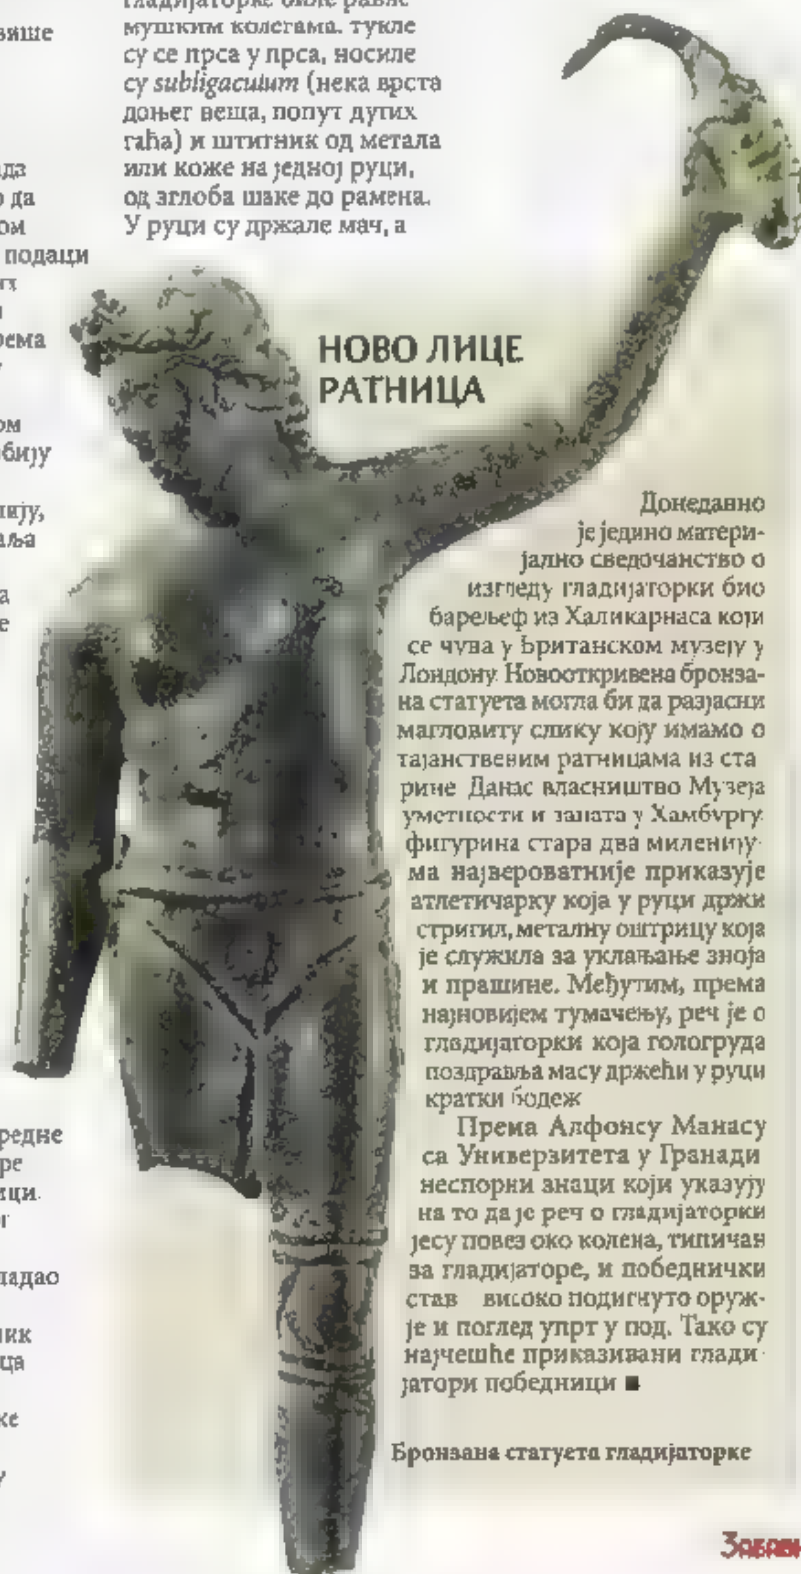 гладијаторке биле равне
мушким колегама. тукле
су се прса у прса, носиле
су subligaculum (нека врста
доњег веша, попут дугих
гаћа) и штитник од метала
или коже на једној руци,
од зглоба шаке до рамена.
У руци су држале мач, а
више
да
подаци
бију
редне
НОВО ЛИЦЕ
РАТНИЦА
Донедавно
је једино матери-
јално сведочанство о
изгледу гладијаторки био
барељеф из Халикарнаса који
се чува у Британском музеју у
Лондону. Новооткривена бронза-
на статуета могла би да разјасни
магловиту слику коју имамо о
тајанственим ратницама из ста
рине Данас власништво Музеја
уметности и заната у Хамбургу.
фигурина стара два миленију-
ма највероватније приказује
атлетичарку која у руци држи
стригил, металну оштрицу која
је служила за уклањање зноја
и прашине. Међутим, према
најновијем тумачењу, реч је о
гладијаторки која гологруда
поздравља масу држећи у руци
кратки бодеж
Према Алфонсу Манасу
са Универзитета у Гранади
неспорни знаци који указују
на то да је реч о гладијаторки
јесу повез око колена, типичан
за гладијаторе, и победнички
став високо подигнуто оруж-
је и поглед упрт у под. Тако су
најчешће приказивани глади-
јатори победници ■
Бронзана статуета гладијаторке